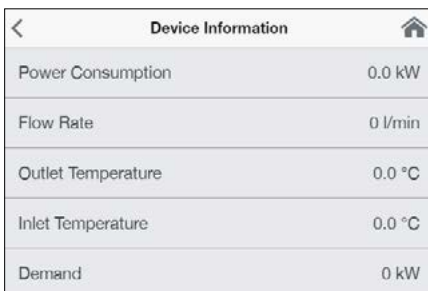 Device Information
Power Consumption 0.0 kW
Flow Rate 0 l/min
Outlet Temperature 0.0 °C
Inlet Temperature 0.0 °C
Demand 0 kW